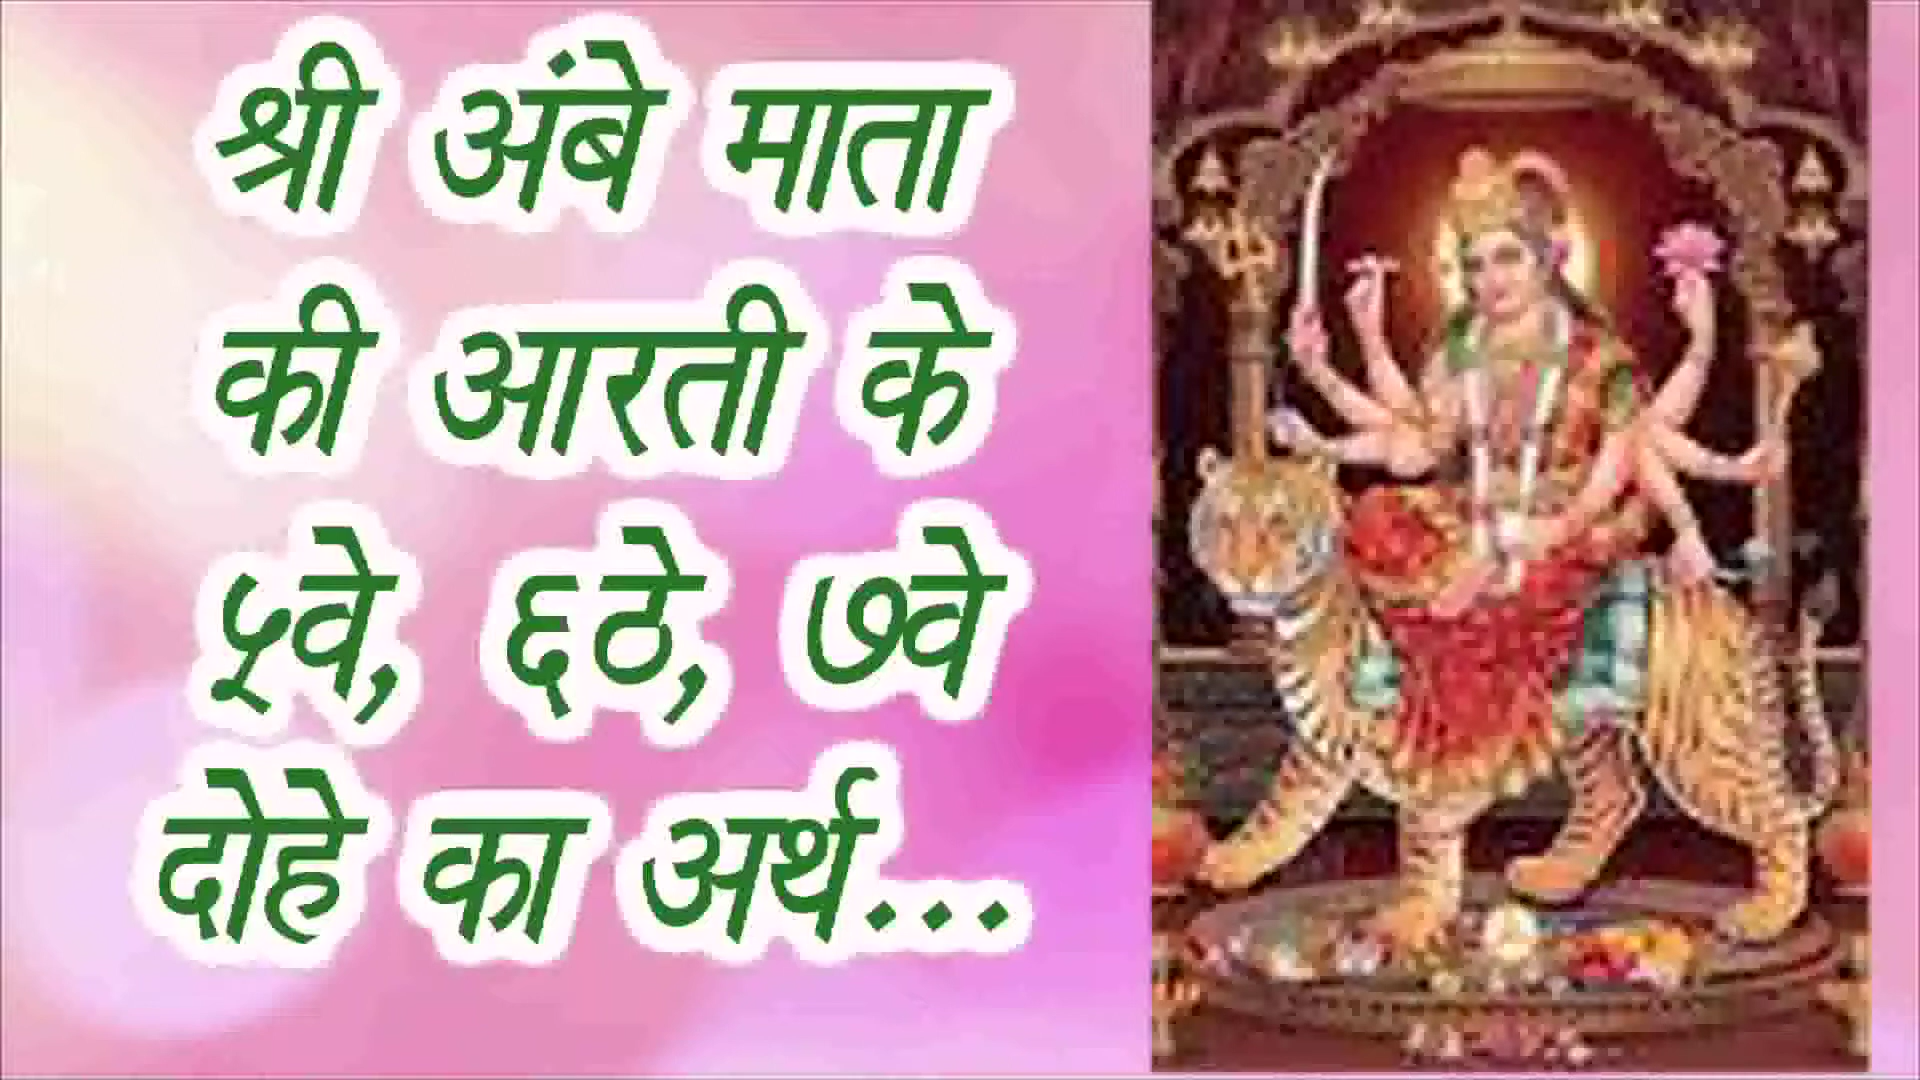 श्री अंबे माता
की आरती के
५वे, ६ठे, ७वे
दोहे का अर्थ...